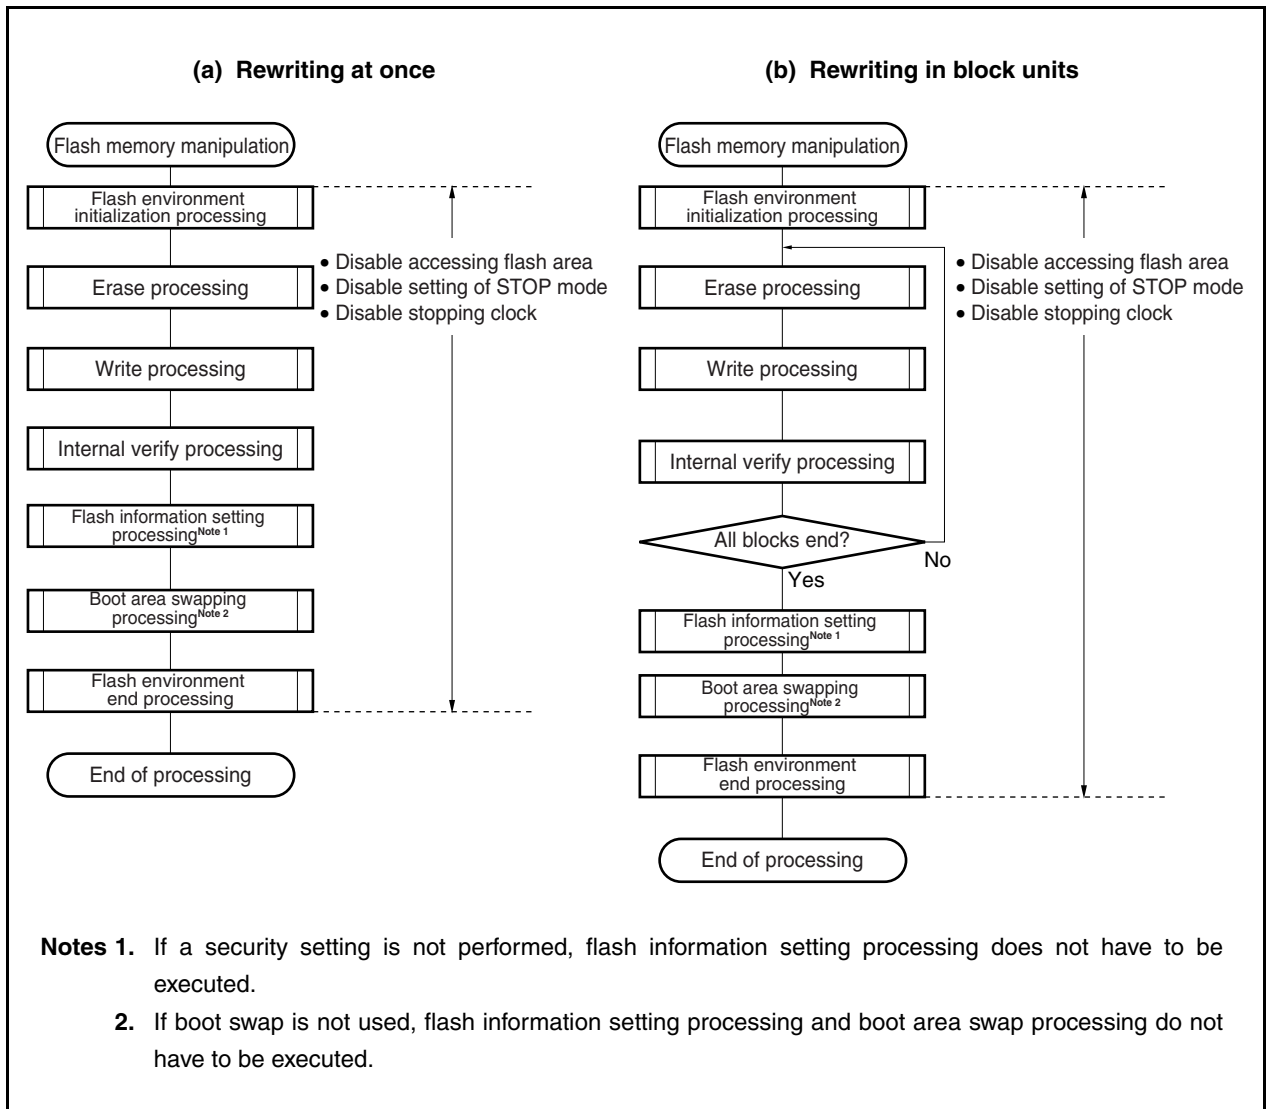 (a) Rewriting at once
Flash memory manipulation
Flash environment
initialization processing
• Disable accessing flash area
• Disable setting of STOP mode
• Disable stopping clock
Erase processing
Write processing
Internal verify processing
Flash information setting
processingNote 1
Boot area swapping
processingNote 2
Flash environment
end processing
End of processing
(b) Rewriting in block units
Flash memory manipulation
Flash environment
initialization processing
• Disable accessing flash area
• Disable setting of STOP mode
• Disable stopping clock
Erase processing
Write processing
Internal verify processing
All blocks end?
No
Yes
Flash information setting
processingNote 1
Boot area swapping
processingNote 2
Flash environment
end processing
End of processing
Notes 1. If a security setting is not performed, flash information setting processing does not have to be
executed.
2. If boot swap is not used, flash information setting processing and boot area swap processing do not
have to be executed.